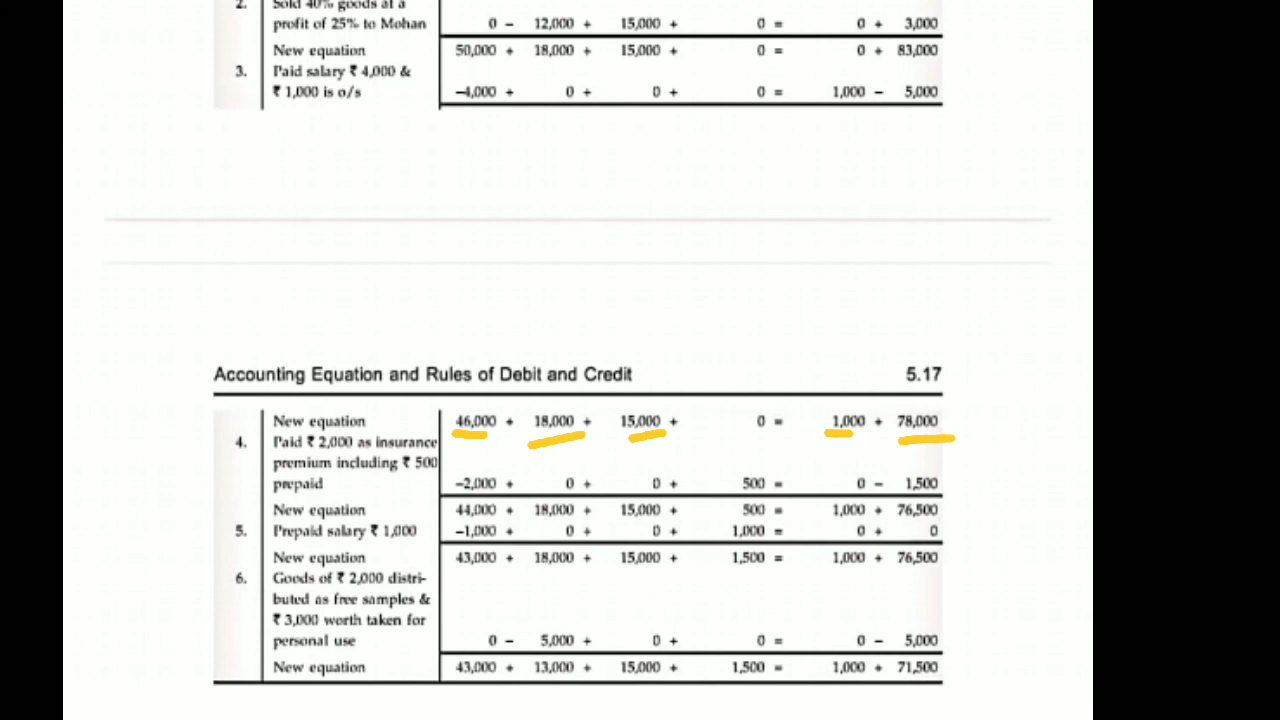 2. Sold 40% goods at a
profit of 25% to Mohan 0 - 12,000 + 15,000 + 0 = 0 + 3,000
New equation 50,000 + 18,000 + 15,000 + 0 = 0 + 83,000
3. Paid salary ₹ 4,000 &
₹ 1,000 is o/s -4,000 + 0 + 0 + 0 = 1,000 - 5,000
Accounting Equation and Rules of Debit and Credit 5.17
New equation 46,000 + 18,000 + 15,000 + 0 = 1,000 + 78,000
4. Paid ₹ 2,000 as insurance
premium including ₹ 500
prepaid -2,000 + 0 + 0 + 500 = 0 - 1,500
New equation 44,000 + 18,000 + 15,000 + 500 = 1,000 + 76,500
5. Prepaid salary ₹ 1,000 -1,000 + 0 + 0 + 1,000 = 0 + 0
New equation 43,000 + 18,000 + 15,000 + 1,500 = 1,000 + 76,500
6. Goods of ₹ 2,000 distri-
buted as free samples &
₹ 3,000 worth taken for
personal use 0 - 5,000 + 0 + 0 = 0 - 5,000
New equation 43,000 + 13,000 + 15,000 + 1,500 = 1,000 + 71,500